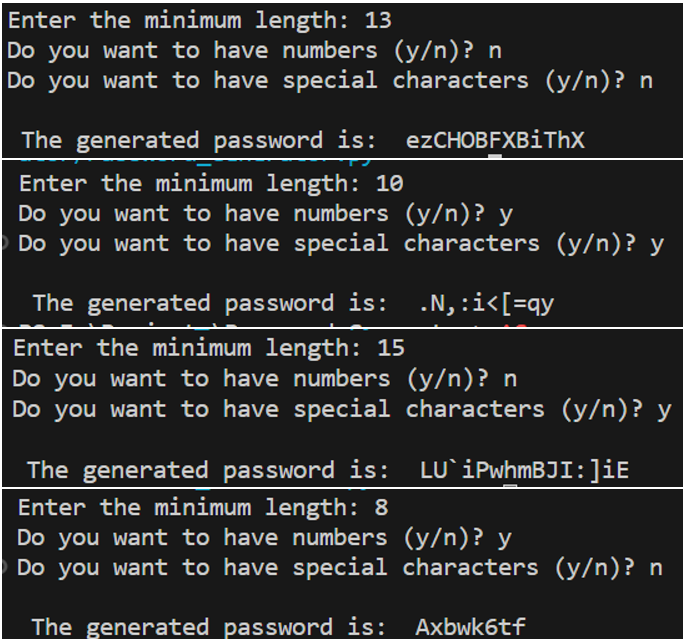 Enter the minimum length: 13
Do you want to have numbers (y/n)? n
Do you want to have special characters (y/n)? n
The generated password is:  ezCHOBFXBiThX
Enter the minimum length: 10
Do you want to have numbers (y/n)? y
Do you want to have special characters (y/n)? y
The generated password is:  .N,:i<[=qy
Enter the minimum length: 15
Do you want to have numbers (y/n)? n
Do you want to have special characters (y/n)? y
The generated password is:  LU`iPwhmBJI:]iE
Enter the minimum length: 8
Do you want to have numbers (y/n)? y
Do you want to have special characters (y/n)? n
The generated password is:  Axbwk6tf